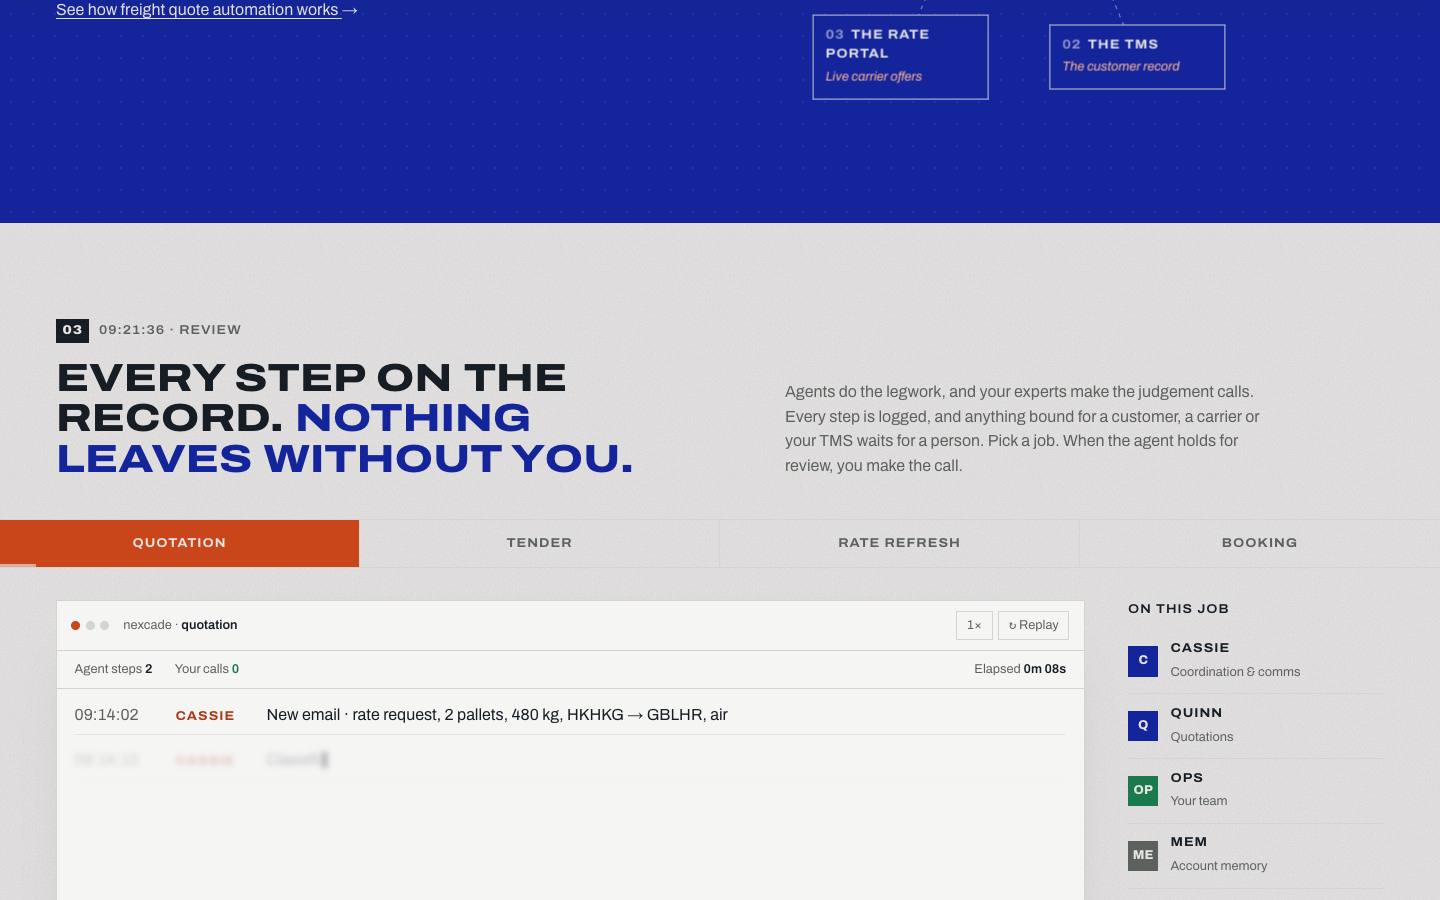 See how freight quote automation works →
03 THE RATE
PORTAL
Live carrier offers
02 THE TMS
The customer record
03 09:21:36 · REVIEW
EVERY STEP ON THE
RECORD. NOTHING
LEAVES WITHOUT YOU.
Agents do the legwork, and your experts make the judgement calls.
Every step is logged, and anything bound for a customer, a carrier or
your TMS waits for a person. Pick a job. When the agent holds for
review, you make the call.
QUOTATION TENDER RATE REFRESH BOOKING
nexcade · quotation 1× ↻ Replay
Agent steps 2 Your calls 0 Elapsed 0m 08s
09:14:02 CASSIE New email · rate request, 2 pallets, 480 kg, HKHKG → GBLHR, air
CASSIE
ON THIS JOB
C CASSIE
Coordination & comms
Q QUINN
Quotations
OP OPS
Your team
ME MEM
Account memory